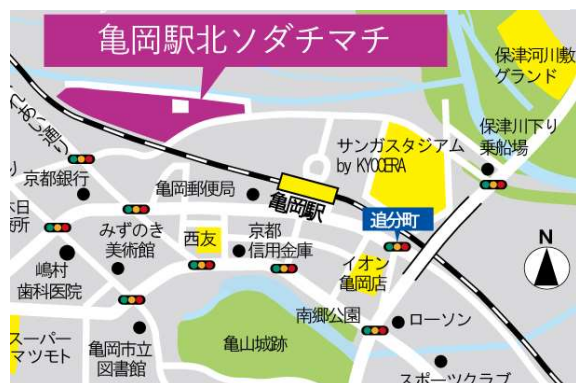 亀岡駅北ソダチマチ
保津河川敷
グランド
れあい通り
サンガスタジアム
by KYOCERA
保津川下り
乗船場
京都銀行
亀岡郵便局
亀岡駅
追分町
みずのき
美術館
西友
京都
信用金庫
イオン
亀岡店
N
嶋村
歯科医院
南郷公園
ローソン
スーパー
マツモト
亀岡市立
図書館
亀山城跡
スポーツクラブ